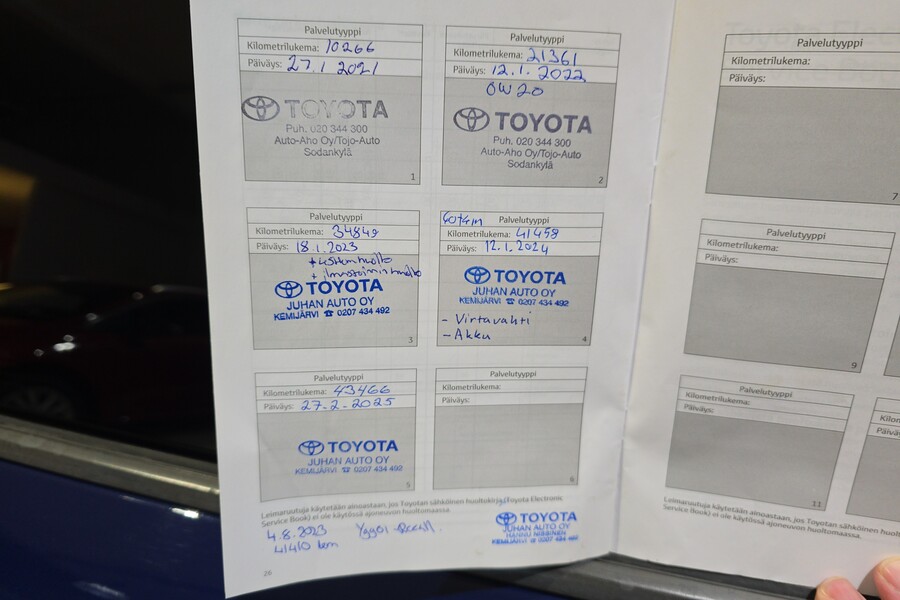 Palvelutyyppi
Kilometrilukema: 10266
Päiväys: 27.1 2021
TOYOTA
Puh. 020 344 300
Auto-Aho Oy/Tojo-Auto
Sodankylä
1
Palvelutyyppi
Kilometrilukema: 21361
Päiväys: 12.1. 2022
0W20
TOYOTA
Puh. 020 344 300
Auto-Aho Oy/Tojo-Auto
Sodankylä
2
Palvelutyyppi
Kilometrilukema: 34849
Päiväys: 18.1.2023
+
+ ilmastoinninhuolto
TOYOTA
JUHAN AUTO OY
KEMIJÄRVI ☎ 0207 434 492
3
Palvelutyyppi
Kilometrilukema: 41458
Päiväys: 12.1.2024
TOYOTA
JUHAN AUTO OY
KEMIJÄRVI ☎ 0207 434 492
- Virtavahti
- Akku
4
Palvelutyyppi
Kilometrilukema: 43466
Päiväys: 27.2.2025
TOYOTA
JUHAN AUTO OY
KEMIJÄRVI ☎ 0207 434 492
5
Palvelutyyppi
Kilometrilukema:
Päiväys:
6
Leimaruutuja käytetään ainoastaan, jos Toyotan sähköinen huoltokirja (Toyota Electronic
Service Book) ei ole käytössä ajoneuvon huoltomaassa.
4.8.2023
41410 km
TOYOTA
JUHAN AUTO OY
KEMIJÄRVI ☎ 0207 434
26
Palvelutyyppi
Kilometrilukema:
Päiväys:
7
Palvelutyyppi
Kilometrilukema:
Päiväys:
9
Palvelutyyppi
Kilometrilukema:
Päiväys:
11
Leimaruutuja käytetään ainoastaan, jos Toyotan sähköinen
Service Book) ei ole käytössä ajoneuvon huoltomaassa.